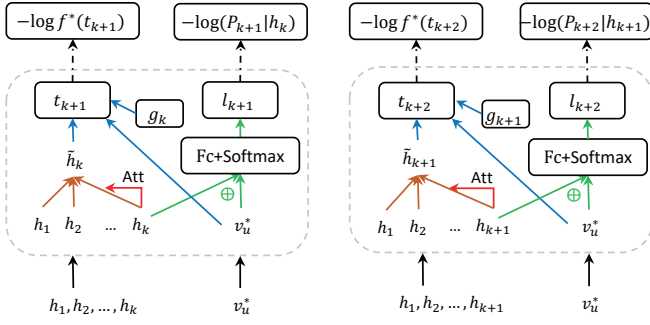 −log f*(t_{k+1}) −log(P_{k+1}|h_k) −log f*(t_{k+2}) −log(P_{k+2}|h_{k+1})
t_{k+1} g_k l_{k+1} t_{k+2} g_{k+1} l_{k+2}
h̃_k Fc+Softmax h̃_{k+1} Fc+Softmax
Att ⊕ Att ⊕
h_1 h_2 ... h_k v_u^* h_1 h_2 ... h_{k+1} v_u^*
h_1, h_2, ..., h_k v_u^* h_1, h_2, ..., h_{k+1} v_u^*